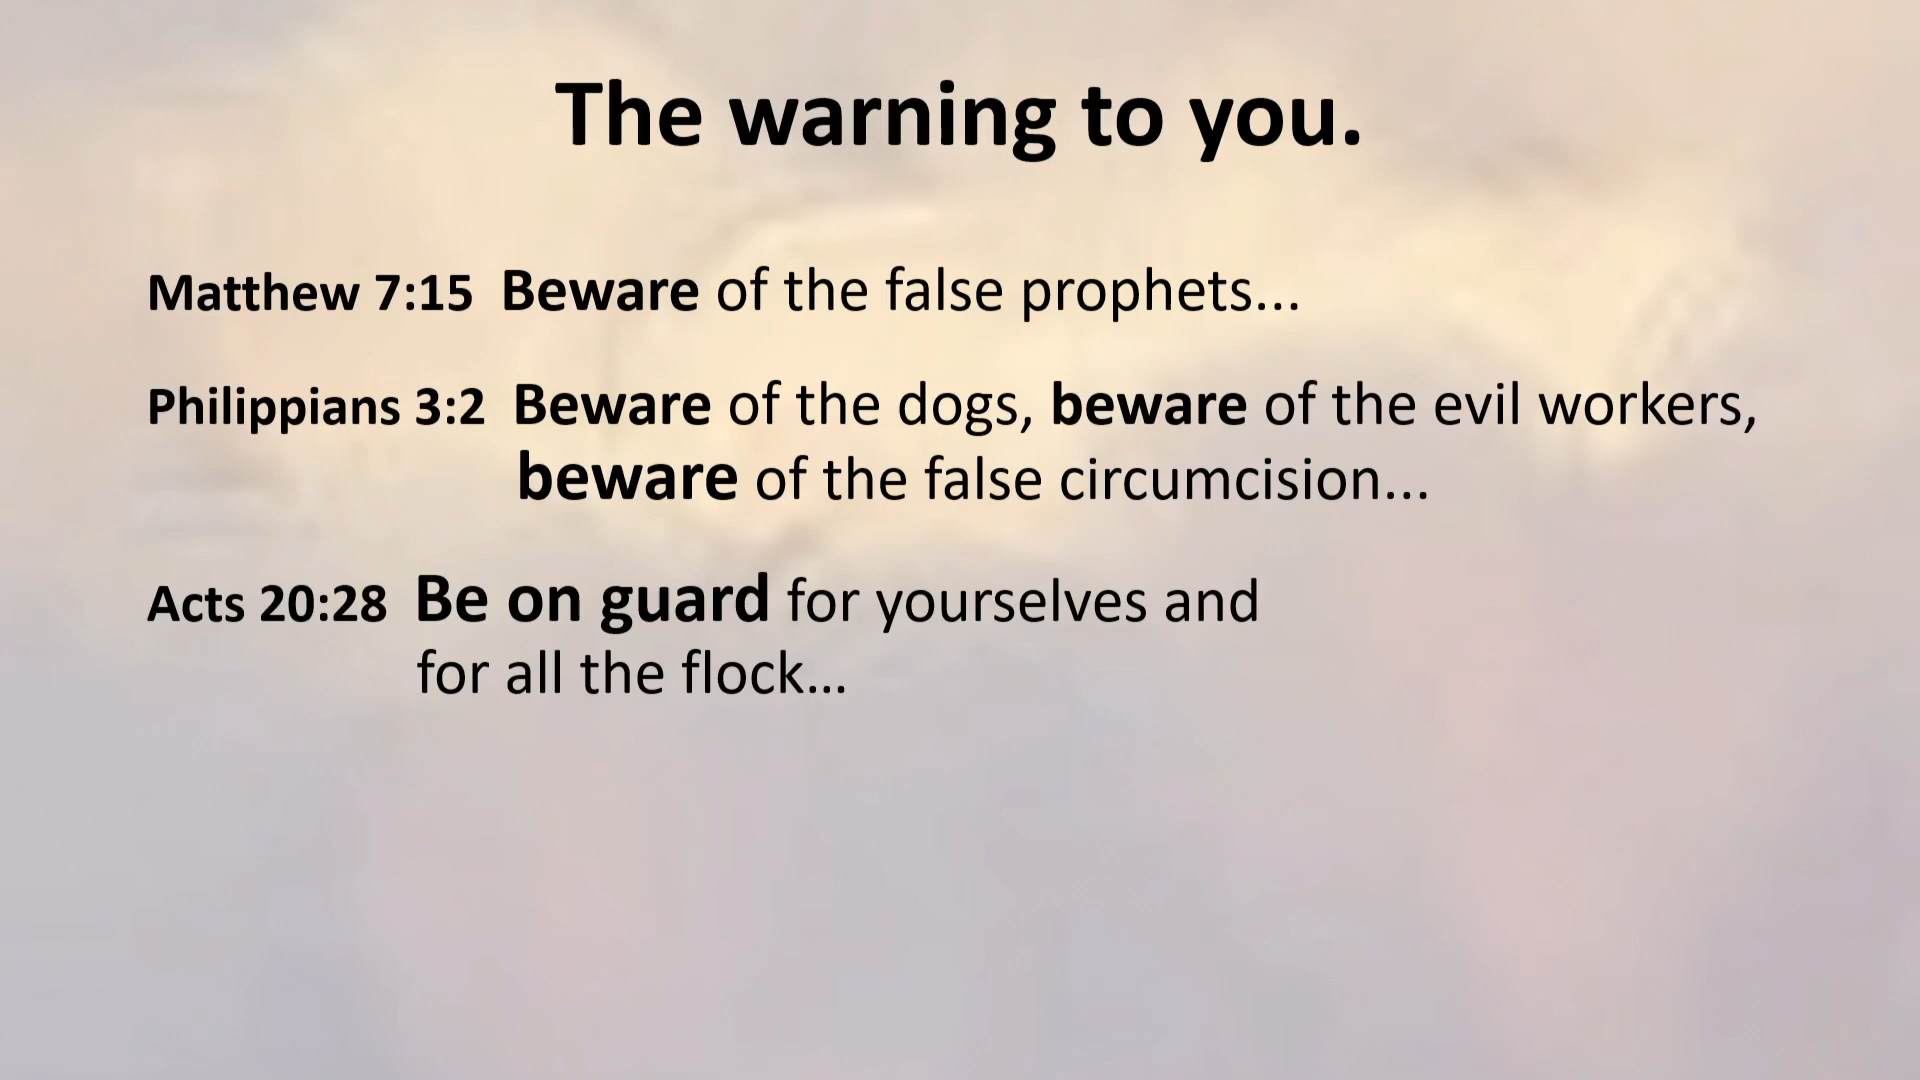 The warning to you.
Matthew 7:15 Beware of the false prophets...
Philippians 3:2 Beware of the dogs, beware of the evil workers,
beware of the false circumcision...
Acts 20:28 Be on guard for yourselves and
for all the flock...